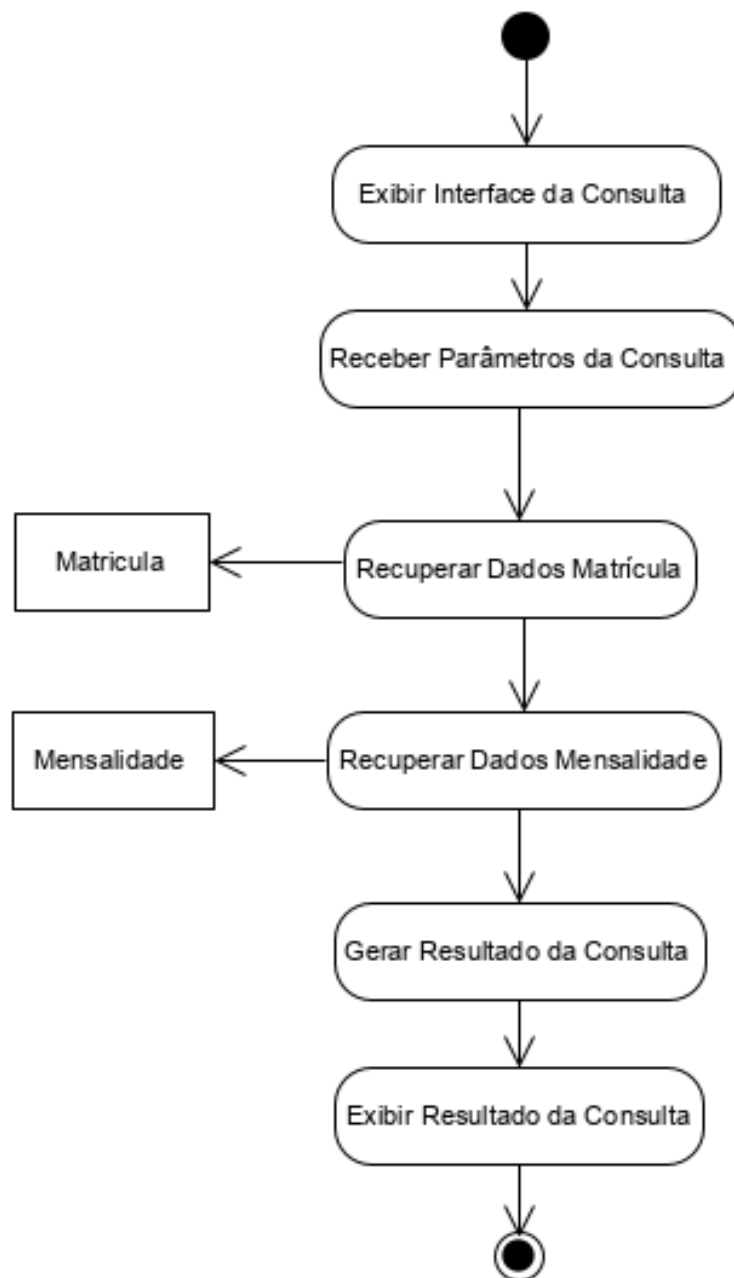 Exibir Interface da Consulta
Receber Parâmetros da Consulta
Matricula
Recuperar Dados Matrícula
Mensalidade
Recuperar Dados Mensalidade
Gerar Resultado da Consulta
Exibir Resultado da Consulta